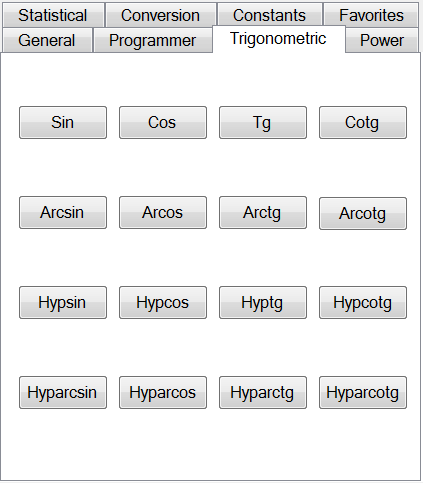 Statistical Conversion Constants Favorites
General Programmer Trigonometric Power
Sin Cos Tg Cotg
Arcsin Arcos Arctg Arcotg
Hypsin Hypcos Hyptg Hypcotg
Hyparcsin Hyparcos Hyparctg Hyparcotg